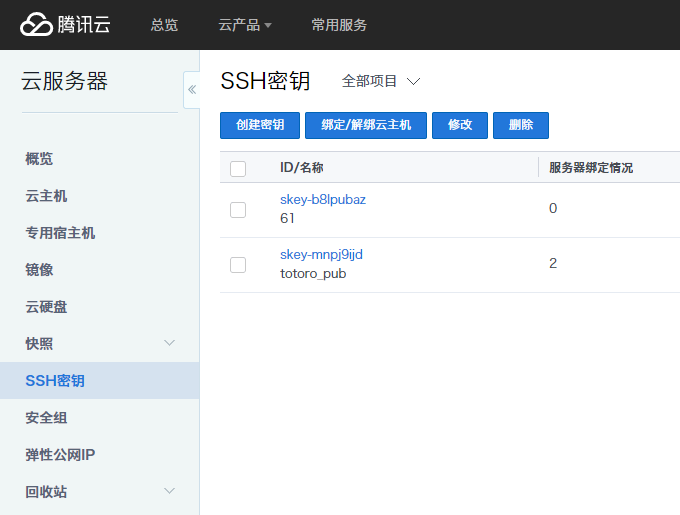 腾讯云 总览 云产品 常用服务
云服务器
概览
云主机
专用宿主机
镜像
云硬盘
快照
SSH密钥
安全组
弹性公网IP
回收站
SSH密钥 全部项目
创建密钥 绑定/解绑云主机 修改 删除
ID/名称 服务器绑定情况
skey-b8lpubaz
61
0
skey-mnpj9ijd
totoro_pub
2